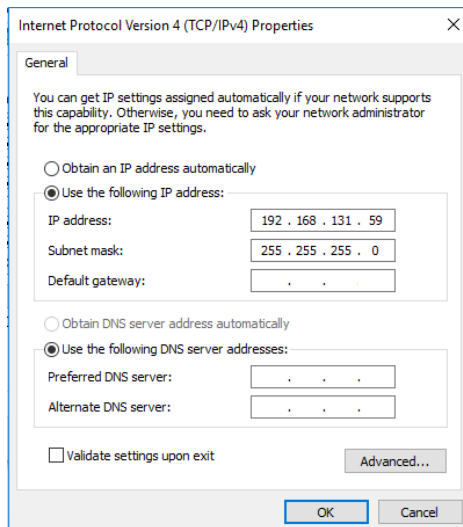 Internet Protocol Version 4 (TCP/IPv4) Properties
General
You can get IP settings assigned automatically if your network supports
this capability. Otherwise, you need to ask your network administrator
for the appropriate IP settings.
Obtain an IP address automatically
Use the following IP address:
IP address: 192 . 168 . 131 . 59
Subnet mask: 255 . 255 . 255 . 0
Default gateway: . .
Obtain DNS server address automatically
Use the following DNS server addresses:
Preferred DNS server: . . .
Alternate DNS server: . . .
Validate settings upon exit
Advanced...
OK Cancel